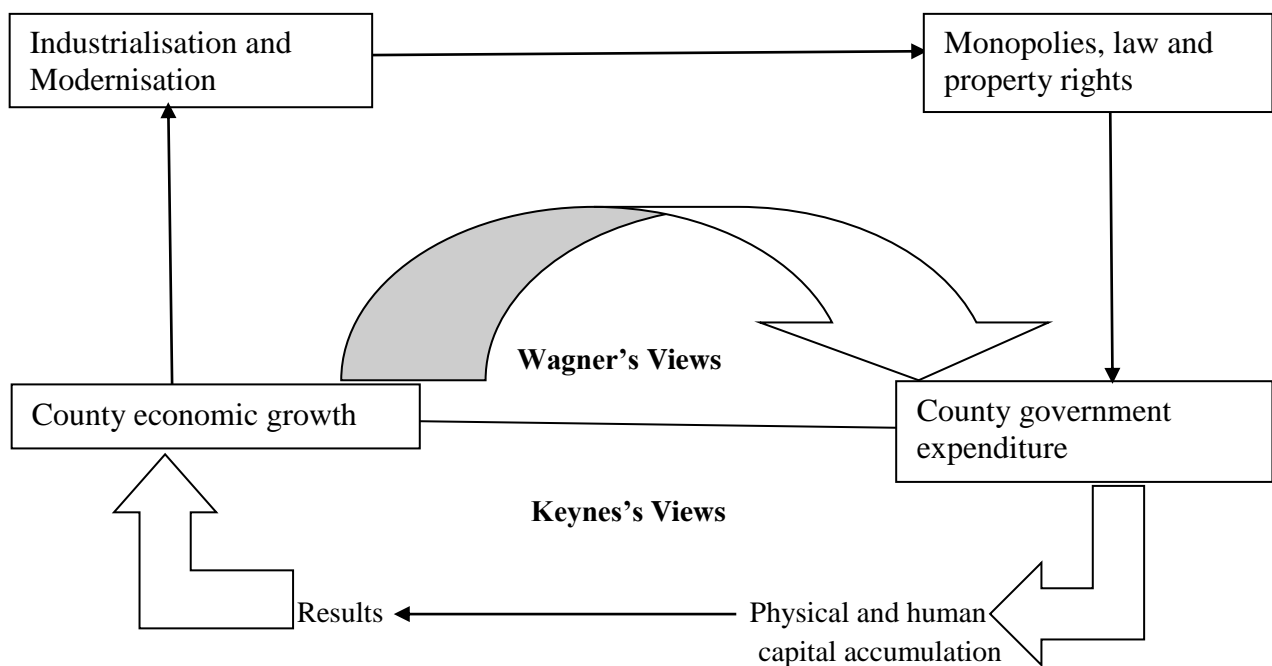 Industrialisation and
Modernisation
Monopolies, law and
property rights
Wagner’s Views
County economic growth
County government
expenditure
Keynes’s Views
Results
Physical and human
capital accumulation